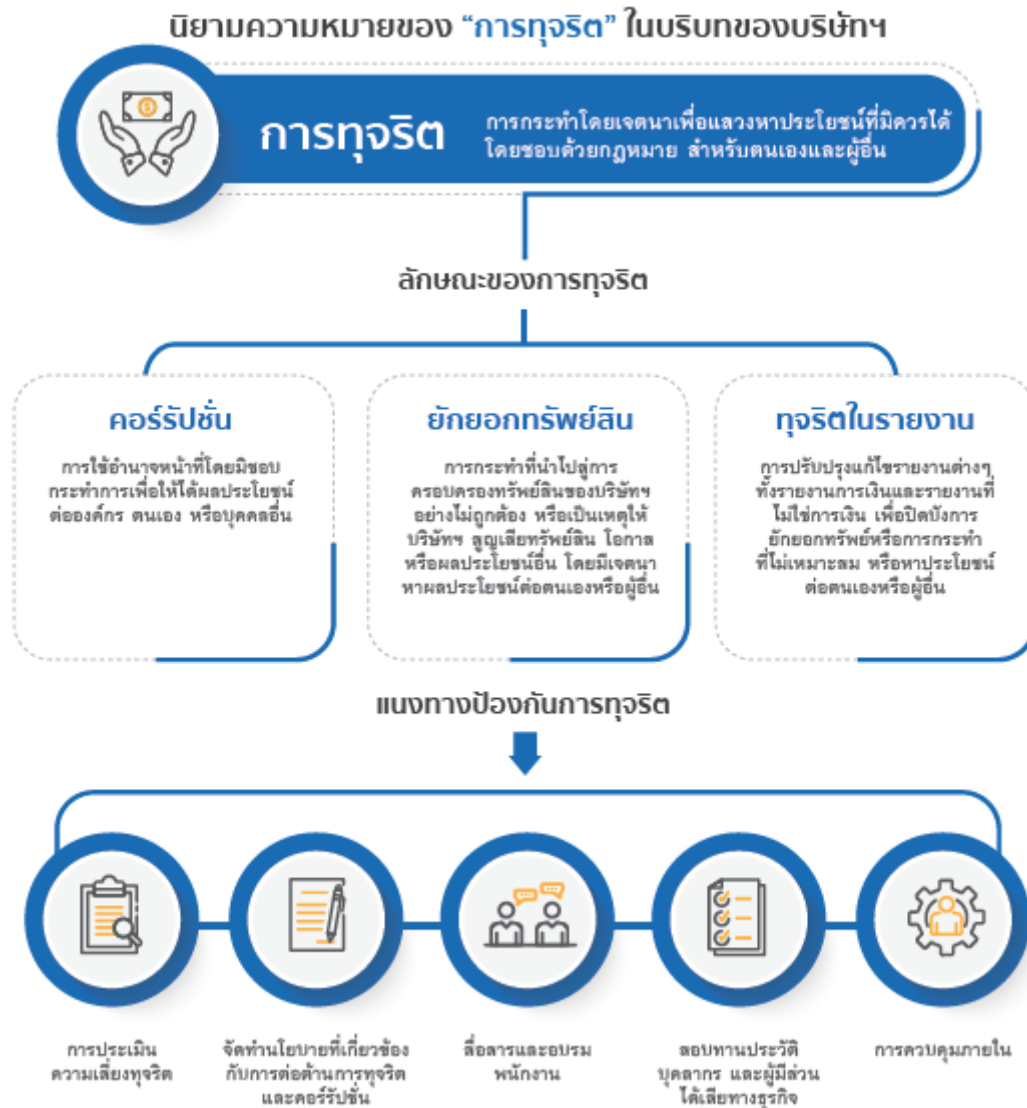 นิยามความหมายของ “การทุจริต” ในบริบทของบริษัทฯ
การทุจริต
การกระทำโดยเจตนาเพื่อแสวงหาประโยชน์ที่มิควรได้
โดยชอบด้วยกฎหมาย สำหรับตนเองและผู้อื่น
ลักษณะของการทุจริต
คอร์รัปชั่น
การใช้อำนาจหน้าที่โดยมิชอบ
กระทำการเพื่อให้ได้ผลประโยชน์
ต่อองค์กร ตนเอง หรือบุคคลอื่น
ยักยอกทรัพย์สิน
การกระทำที่นำไปสู่การ
ครอบครองทรัพย์สินของบริษัทฯ
อย่างไม่ถูกต้อง หรือเป็นเหตุให้
บริษัทฯ สูญเสียทรัพย์สิน โอกาส
หรือผลประโยชน์อื่น โดยมีเจตนา
หาผลประโยชน์ต่อตนเองหรือผู้อื่น
ทุจริตในรายงาน
การปรับปรุงแก้ไขรายงานต่างๆ
ทั้งรายงานการเงินและรายงานที่
ไม่ใช่การเงิน เพื่อปิดบังการ
ยักยอกทรัพย์หรือการกระทำ
ที่ไม่เหมาะสม หรือหาประโยชน์
ต่อตนเองหรือผู้อื่น
แนงทางป้องกันการทุจริต
การประเมิน
ความเสี่ยงทุจริต
จัดทำนโยบายที่เกี่ยวข้อง
กับการต่อต้านการทุจริต
และคอร์รัปชั่น
สื่อสารและอบรม
พนักงาน
สอบทานประวัติ
บุคลากร และผู้มีส่วน
ได้เสียทางธุรกิจ
การควบคุมภายใน